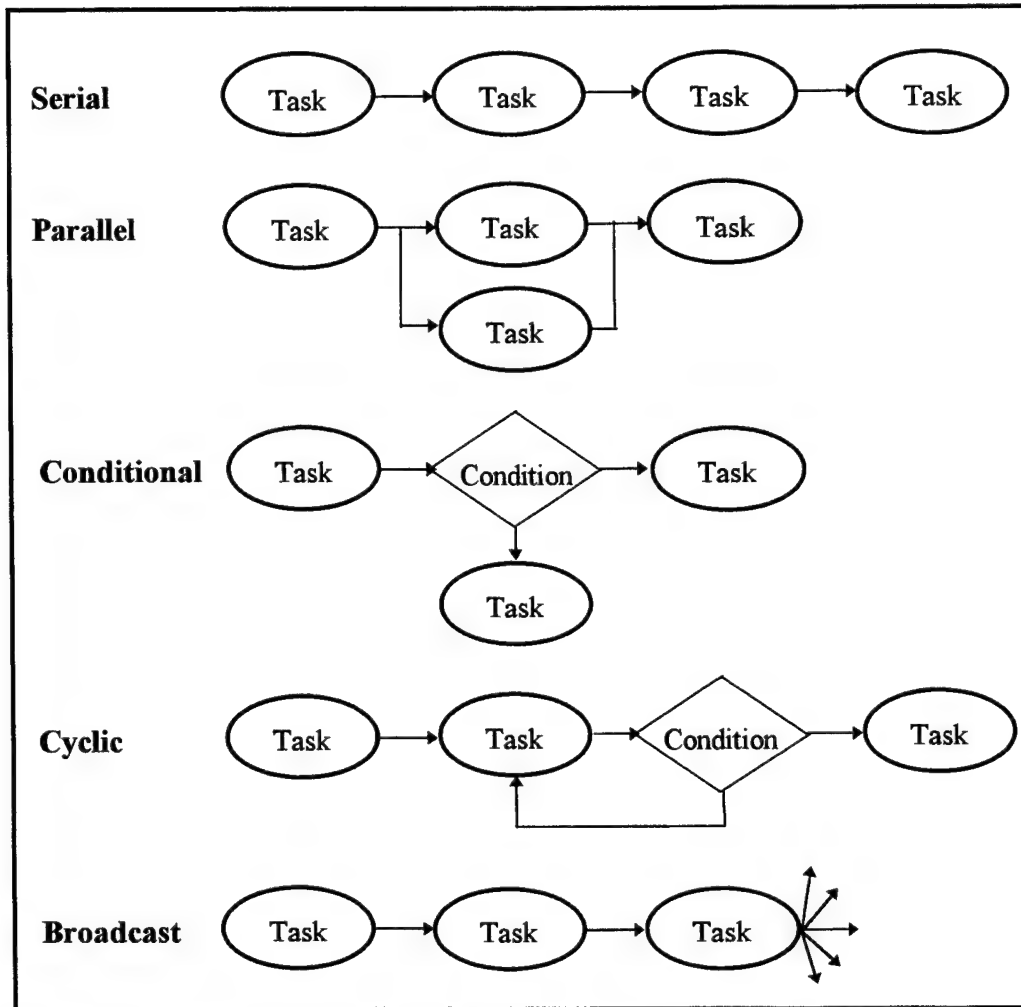 Serial Task Task Task Task
Parallel Task Task Task
Task
Conditional Task Condition Task
Task
Cyclic Task Task Condition Task
Broadcast Task Task Task